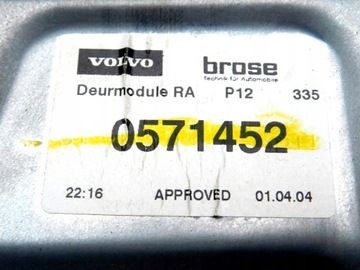 VOLVO brose
Technik für Automobile
Deurmodule RA P12 335
0571452
22:16 APPROVED 01.04.04